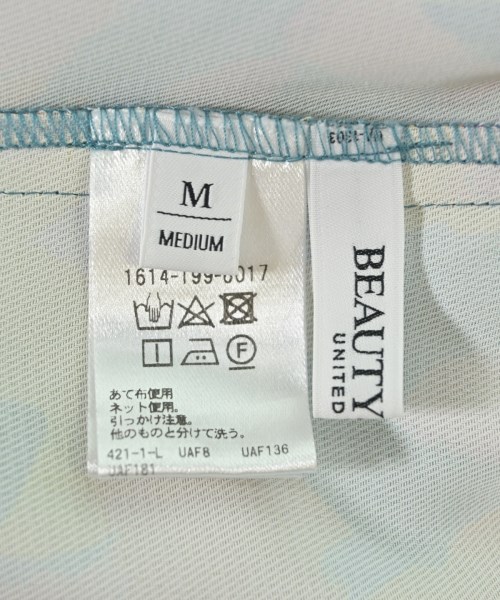 M
MEDIUM
1614-199-6017
あて布使用
ネット使用。
引っかけ注意。
他のものと分けて洗う。
421-1-L UAF8 UAF136
UAF181
BEAUTY
UNITED